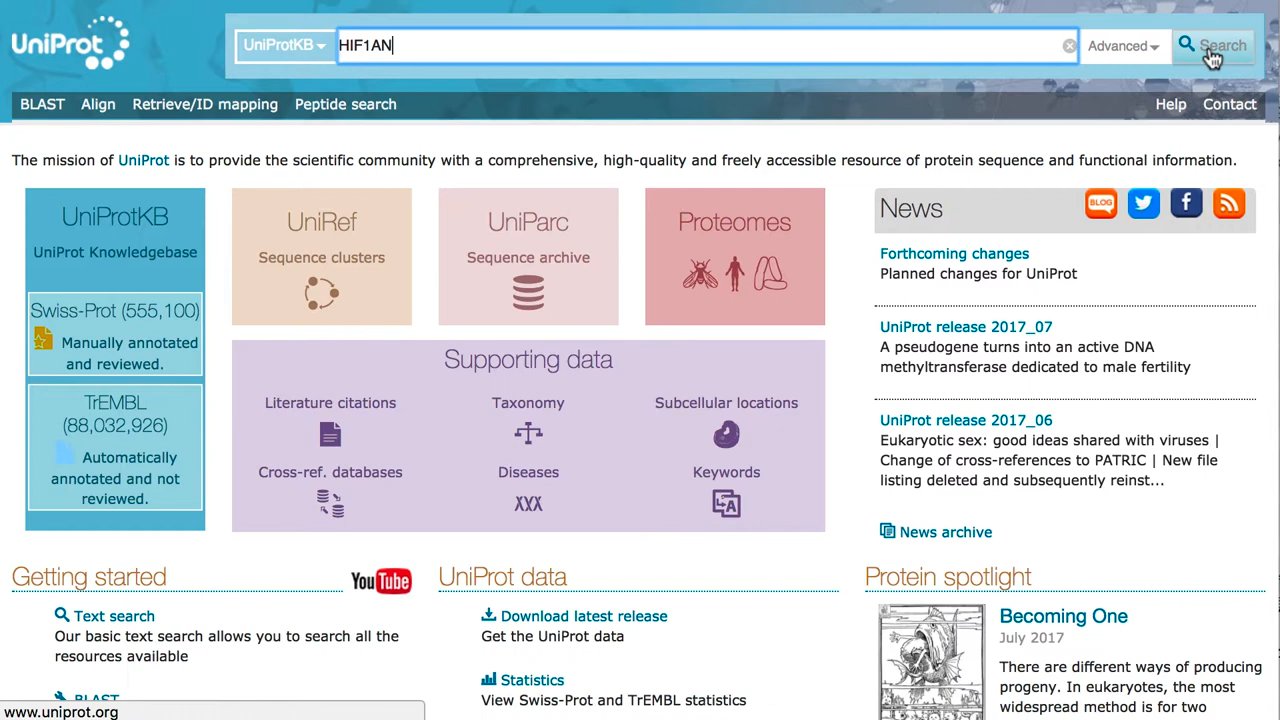 UniProt
UniProtKB
HIF1AN
Advanced
Search
BLAST Align Retrieve/ID mapping Peptide search
Help Contact
The mission of UniProt is to provide the scientific community with a comprehensive, high-quality and freely accessible resource of protein sequence and functional information.
UniProtKB
UniProt Knowledgebase
Swiss-Prot (555,100)
Manually annotated
and reviewed.
TrEMBL
(88,032,926)
Automatically
annotated and not
reviewed.
UniRef
Sequence clusters
UniParc
Sequence archive
Proteomes
Supporting data
Literature citations
Taxonomy
Subcellular locations
Cross-ref. databases
Diseases
Keywords
News
BLOG
Forthcoming changes
Planned changes for UniProt
UniProt release 2017_07
A pseudogene turns into an active DNA
methyltransferase dedicated to male fertility
UniProt release 2017_06
Eukaryotic sex: good ideas shared with viruses |
Change of cross-references to PATRIC | New file
listing deleted and subsequently reinst...
News archive
Getting started
YouTube
Text search
Our basic text search allows you to search all the
resources available
BLAST
UniProt data
Download latest release
Get the UniProt data
Statistics
View Swiss-Prot and TrEMBL statistics
Protein spotlight
Becoming One
July 2017
There are different ways of producing
progeny. In eukaryotes, the most
widespread method is for two
www.uniprot.org